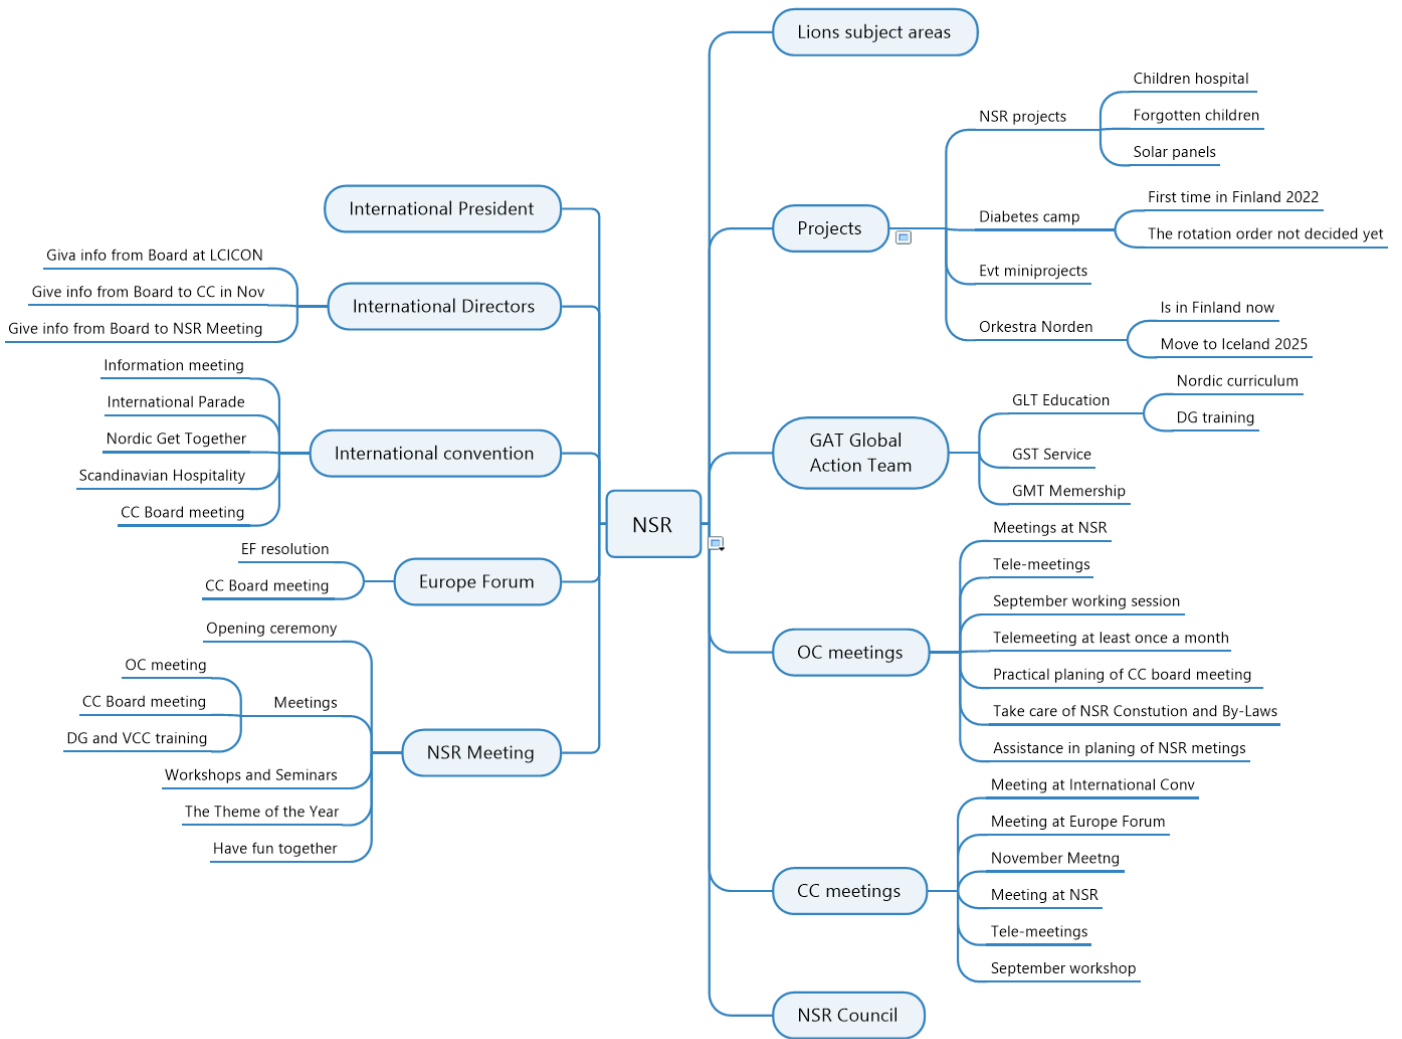 NSR
International President
International Directors
Giva info from Board at LCICON
Give info from Board to CC in Nov
Give info from Board to NSR Meeting
International convention
Information meeting
International Parade
Nordic Get Together
Scandinavian Hospitality
CC Board meeting
Europe Forum
EF resolution
CC Board meeting
NSR Meeting
Opening ceremony
Meetings
OC meeting
CC Board meeting
DG and VCC training
Workshops and Seminars
The Theme of the Year
Have fun together
Lions subject areas
Projects
NSR projects
Children hospital
Forgotten children
Solar panels
Diabetes camp
First time in Finland 2022
The rotation order not decided yet
Evt miniprojects
Orkestra Norden
Is in Finland now
Move to Iceland 2025
GAT Global
Action Team
GLT Education
Nordic curriculum
DG training
GST Service
GMT Memership
OC meetings
Meetings at NSR
Tele-meetings
September working session
Telemeeting at least once a month
Practical planing of CC board meeting
Take care of NSR Constution and By-Laws
Assistance in planing of NSR metings
CC meetings
Meeting at International Conv
Meeting at Europe Forum
November Meetng
Meeting at NSR
Tele-meetings
September workshop
NSR Council